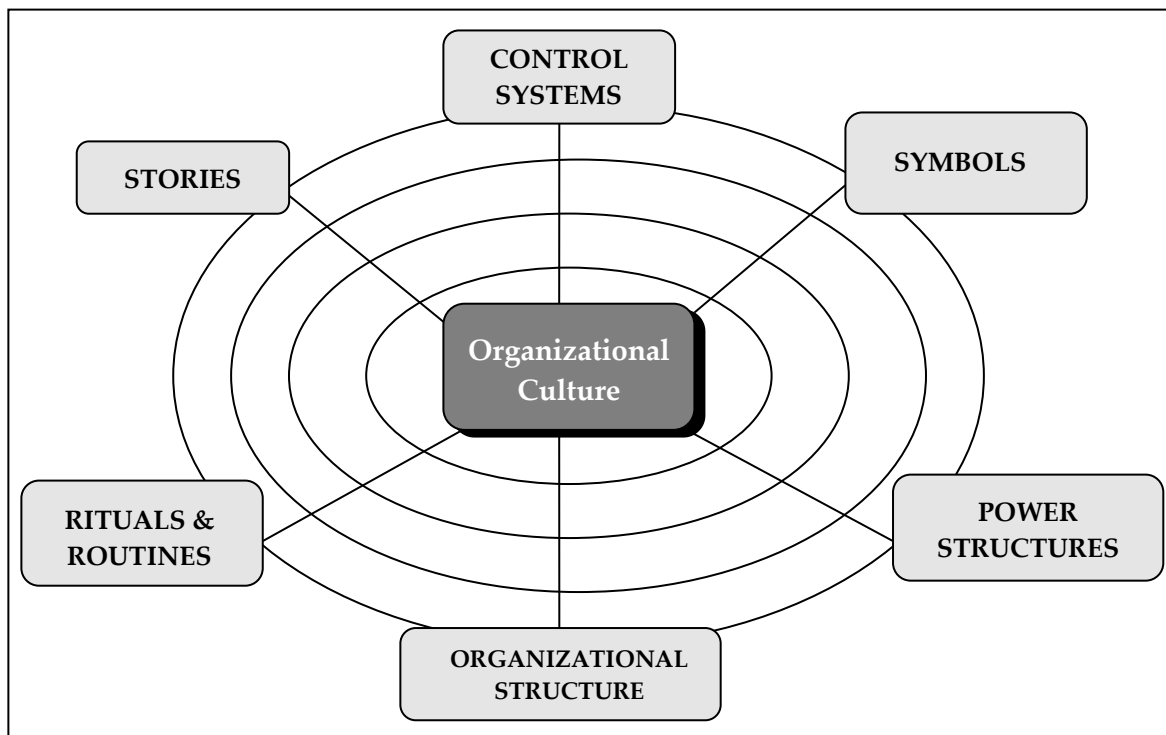 CONTROL
SYSTEMS
STORIES
SYMBOLS
Organizational
Culture
RITUALS &
ROUTINES
POWER
STRUCTURES
ORGANIZATIONAL
STRUCTURE